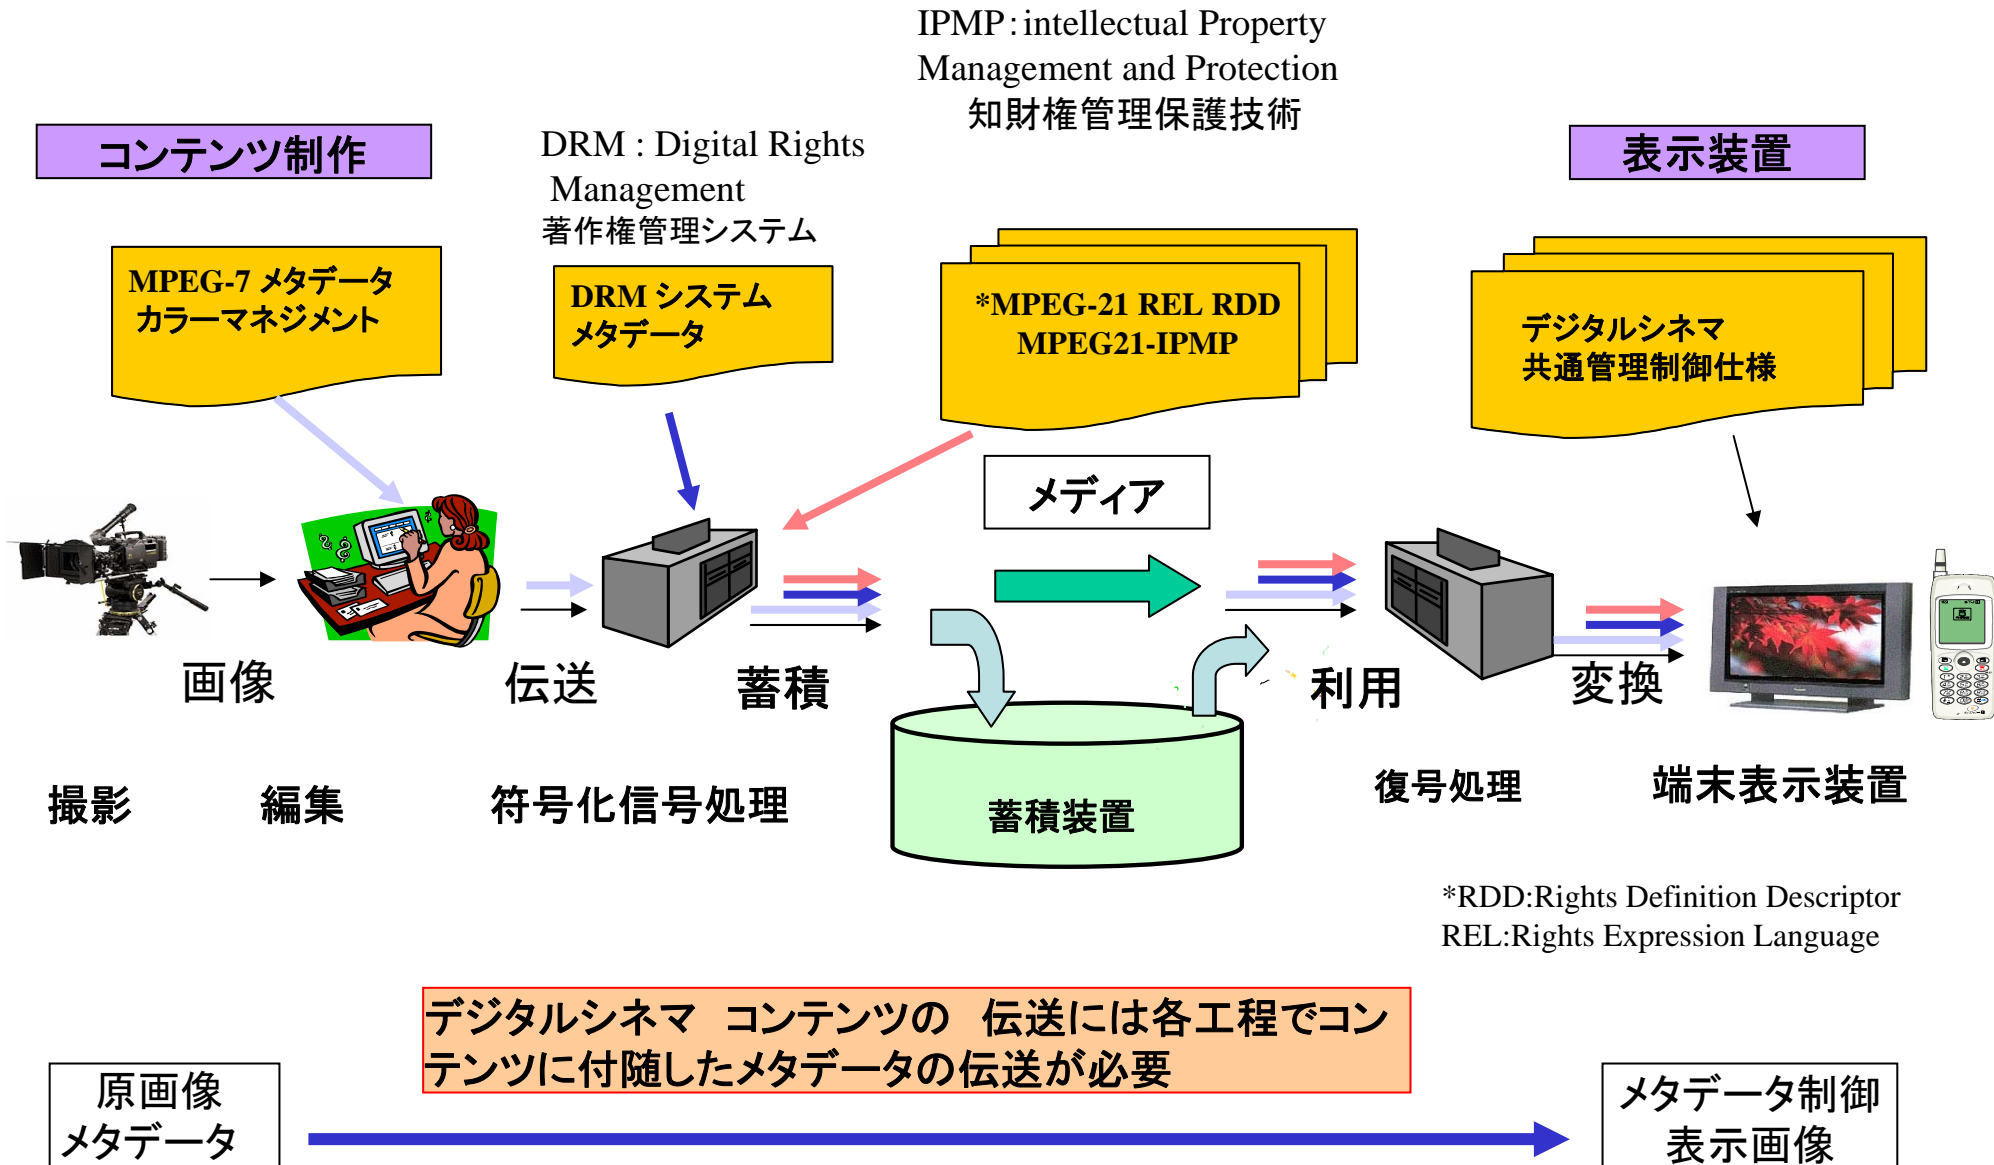 IPMP：intellectual Property
Management and Protection
知財権管理保護技術
コンテンツ制作
DRM : Digital Rights
Management
著作権管理システム
表示装置
MPEG-7 メタデータ
カラーマネジメント
DRM システム
メタデータ
*MPEG-21 REL RDD
MPEG21-IPMP
デジタルシネマ
共通管理制御仕様
メディア
画像
伝送
蓄積
利用
変換
撮影
編集
符号化信号処理
蓄積装置
復号処理
端末表示装置
*RDD:Rights Definition Descriptor
REL:Rights Expression Language
デジタルシネマ　コンテンツの　伝送には各工程でコン
テンツに付随したメタデータの伝送が必要
原画像
メタデータ
メタデータ制御
表示画像